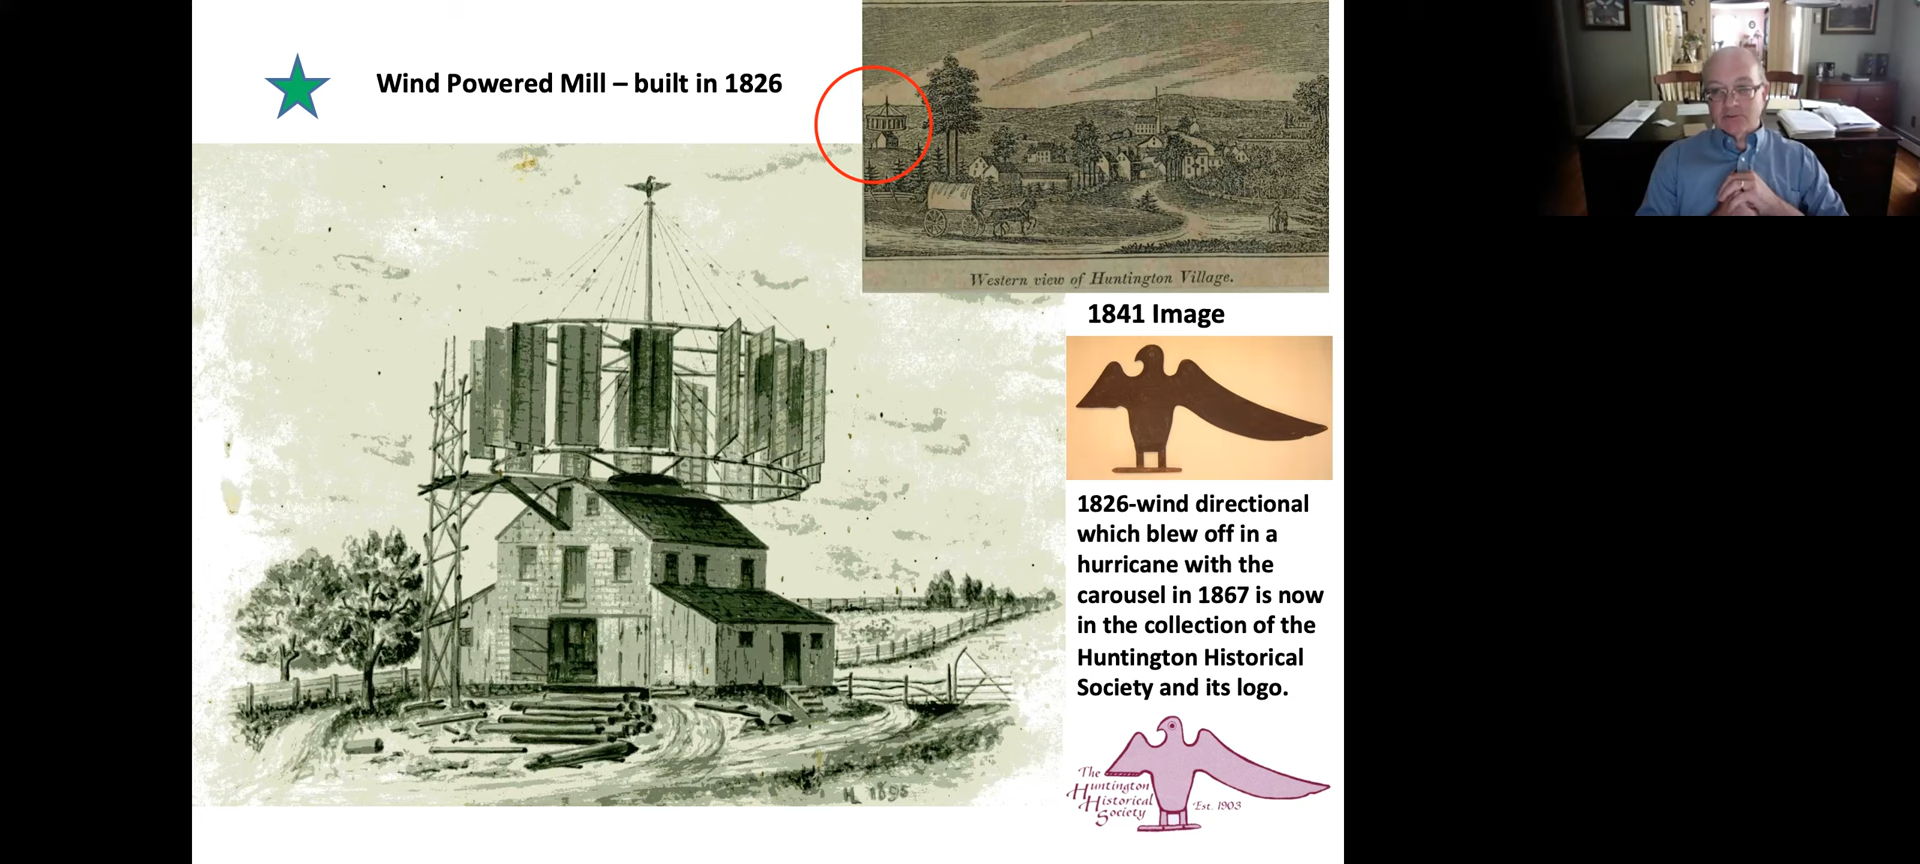 Wind Powered Mill – built in 1826
Western view of Huntington Village.
1841 Image
1826-wind directional
which blew off in a
hurricane with the
carousel in 1867 is now
in the collection of the
Huntington Historical
Society and its logo.
H 1895
The
Huntington
Historical
Society
Est. 1903